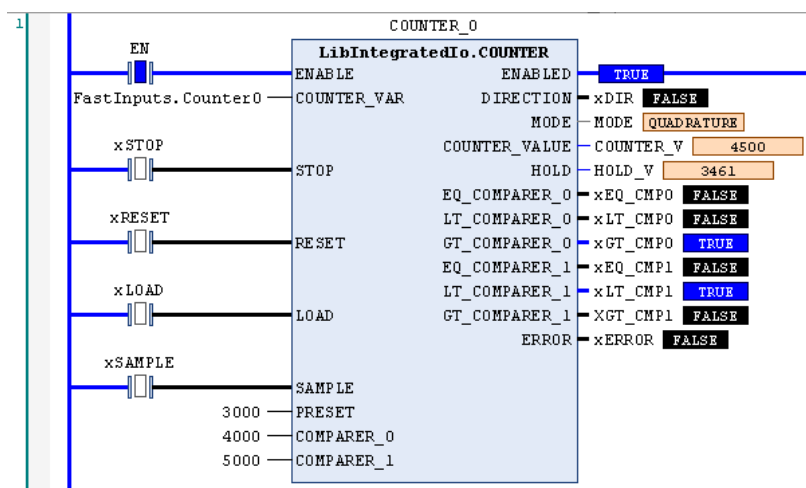 1
COUNTER_0
EN
LibIntegratedIo.COUNTER
ENABLE ENABLED TRUE
FastInputs.Counter0 COUNTER_VAR DIRECTION xDIR FALSE
MODE MODE QUADRATURE
xSTOP
COUNTER_VALUE COUNTER_V 4500
STOP HOLD HOLD_V 3461
EQ_COMPARER_0 xEQ_CMP0 FALSE
xRESET
LT_COMPARER_0 xLT_CMP0 FALSE
RESET GT_COMPARER_0 xGT_CMP0 TRUE
EQ_COMPARER_1 xEQ_CMP1 FALSE
xLOAD
LT_COMPARER_1 xLT_CMP1 TRUE
LOAD GT_COMPARER_1 XGT_CMP1 FALSE
ERROR xERROR FALSE
xSAMPLE
SAMPLE
3000 PRESET
4000 COMPARER_0
5000 COMPARER_1